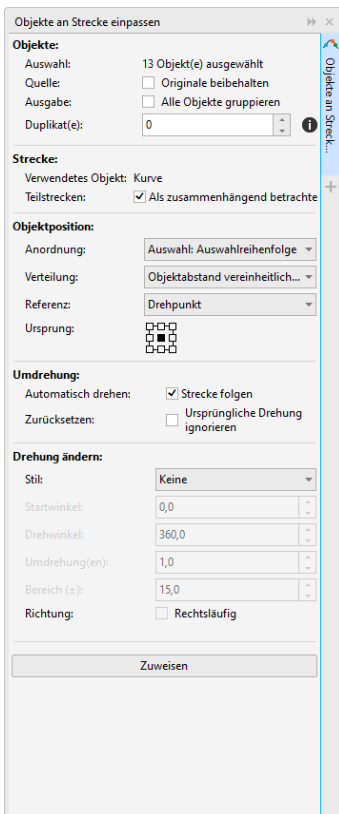 Objekte an Strecke einpassen
Objekte:
Auswahl: 13 Objekt(e) ausgewählt
Quelle: Originale beibehalten
Ausgabe: Alle Objekte gruppieren
Duplikat(e): 0
Strecke:
Verwendetes Objekt: Kurve
Teilstrecken: Als zusammenhängend betrachte
Objektposition:
Anordnung: Auswahl: Auswahlreihenfolge
Verteilung: Objektabstand vereinheitlich...
Referenz: Drehpunkt
Ursprung:
Umdrehung:
Automatisch drehen: Strecke folgen
Zurücksetzen: Ursprüngliche Drehung
ignorieren
Drehung ändern:
Stil: Keine
Startwinkel: 0,0
Drehwinkel: 360,0
Umdrehung(en): 1,0
Bereich (±): 15,0
Richtung: Rechtsläufig
Zuweisen
Objekte an Streck...